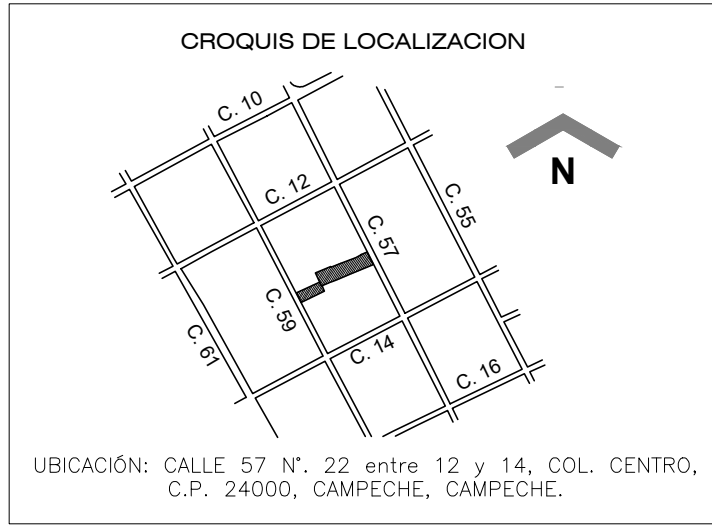 CROQUIS DE LOCALIZACION
C. 10
C. 12
C. 55
N
C. 57
C. 59
C. 61
C. 14
C. 16
UBICACIÓN: CALLE 57 N°. 22 entre 12 y 14, COL. CENTRO,
C.P. 24000, CAMPECHE, CAMPECHE.